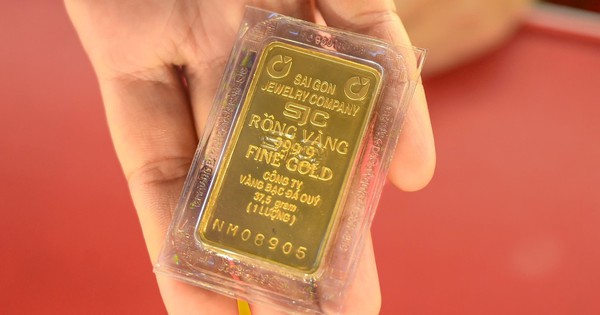 SAI GON
JEWELRY COMPANY
SJC
RỒNG VÀNG
999.9
FINE GOLD
CÔNG TY
VÀNG BẠC ĐÁ QUÝ
37,5 gram
(1 LƯỢNG)
NM06905